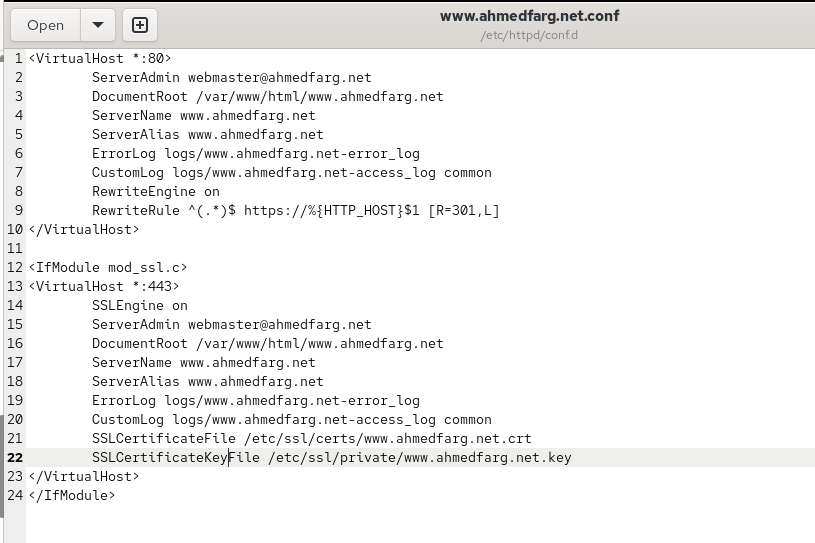 Open
www.ahmedfarg.net.conf
/etc/httpd/conf.d
1 <VirtualHost *:80>
2 ServerAdmin webmaster@ahmedfarg.net
3 DocumentRoot /var/www/html/www.ahmedfarg.net
4 ServerName www.ahmedfarg.net
5 ServerAlias www.ahmedfarg.net
6 ErrorLog logs/www.ahmedfarg.net-error_log
7 CustomLog logs/www.ahmedfarg.net-access_log common
8 RewriteEngine on
9 RewriteRule ^(.*)$ https://%{HTTP_HOST}$1 [R=301,L]
10 </VirtualHost>
11
12 <IfModule mod_ssl.c>
13 <VirtualHost *:443>
14 SSLEngine on
15 ServerAdmin webmaster@ahmedfarg.net
16 DocumentRoot /var/www/html/www.ahmedfarg.net
17 ServerName www.ahmedfarg.net
18 ServerAlias www.ahmedfarg.net
19 ErrorLog logs/www.ahmedfarg.net-error_log
20 CustomLog logs/www.ahmedfarg.net-access_log common
21 SSLCertificateFile /etc/ssl/certs/www.ahmedfarg.net.crt
22 SSLCertificateKeyFile /etc/ssl/private/www.ahmedfarg.net.key
23 </VirtualHost>
24 </IfModule>